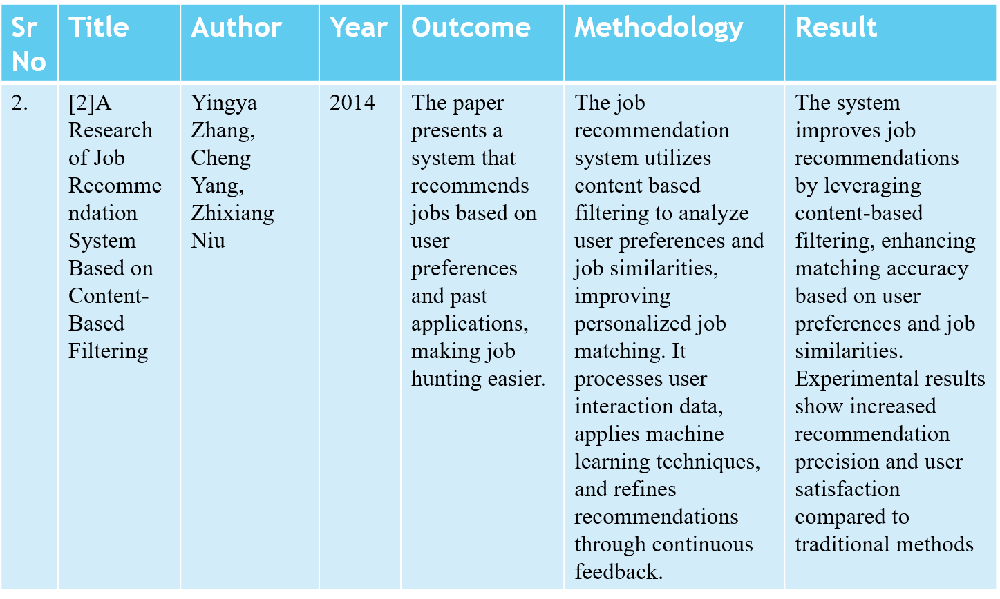 Sr No
Title
Author
Year
Outcome
Methodology
Result
2.
[2]A
Research
of Job
Recomme
ndation
System
Based on
Content-
Based
Filtering
Yingya
Zhang,
Cheng
Yang,
Zhixiang
Niu
2014
The paper
presents a
system that
recommends
jobs based on
user
preferences
and past
applications,
making job
hunting easier.
The job
recommendation
system utilizes
content based
filtering to analyze
user preferences and
job similarities,
improving
personalized job
matching. It
processes user
interaction data,
applies machine
learning techniques,
and refines
recommendations
through continuous
feedback.
The system
improves job
recommendations
by leveraging
content-based
filtering, enhancing
matching accuracy
based on user
preferences and job
similarities.
Experimental results
show increased
recommendation
precision and user
satisfaction
compared to
traditional methods